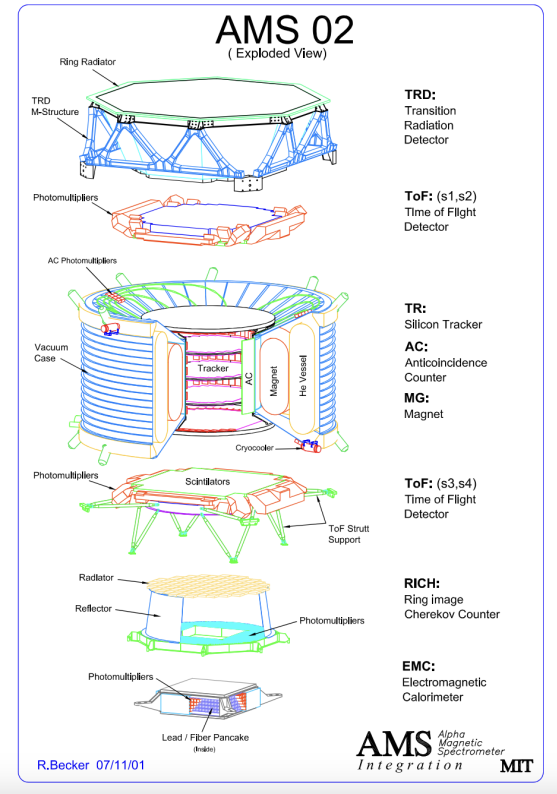 AMS 02
( Exploded View)
Ring Radiator
TRD
M-Structure
TRD:
Transition
Radiation
Detector
Photomultipliers
ToF: (s1,s2)
TIme of Flight
Detector
AC Photomultipliers
Vacuum
Case
Tracker
AC
Magnet
He Vessel
Cryocooler
TR:
Silicon Tracker
AC:
Anticoincidence
Counter
MG:
Magnet
Photomultipliers
Scintilators
ToF Strutt
Support
ToF: (s3,s4)
TIme of Flight
Detector
Radiator
Reflector
Photomultipliers
RICH:
Ring image
Cherekov Counter
Photomultipliers
Lead / Fiber Pancake
(Inside)
EMC:
Electromagnetic
Calorimeter
R.Becker 07/11/01
AMS Alpha
Magnetic
Spectrometer
Integration
MIT